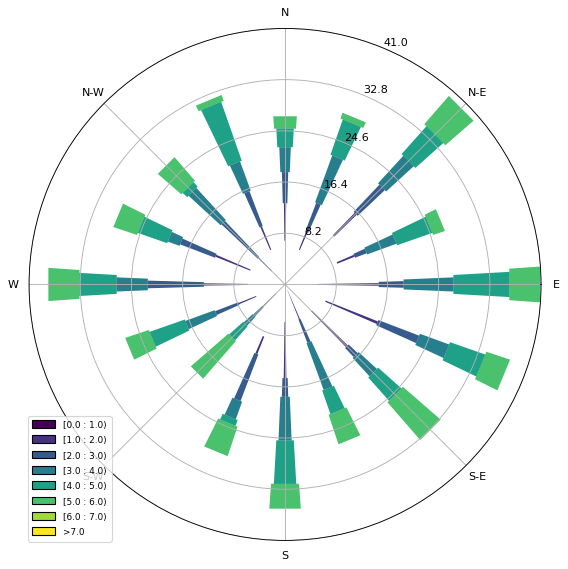 N
41.0
32.8
N-W
N-E
24.6
16.4
8.2
W
E
[0.0 : 1.0)
[1.0 : 2.0)
[2.0 : 3.0)
[3.0 : 4.0)
[4.0 : 5.0)
[5.0 : 6.0)
[6.0 : 7.0)
>7.0
S-W
S-E
S